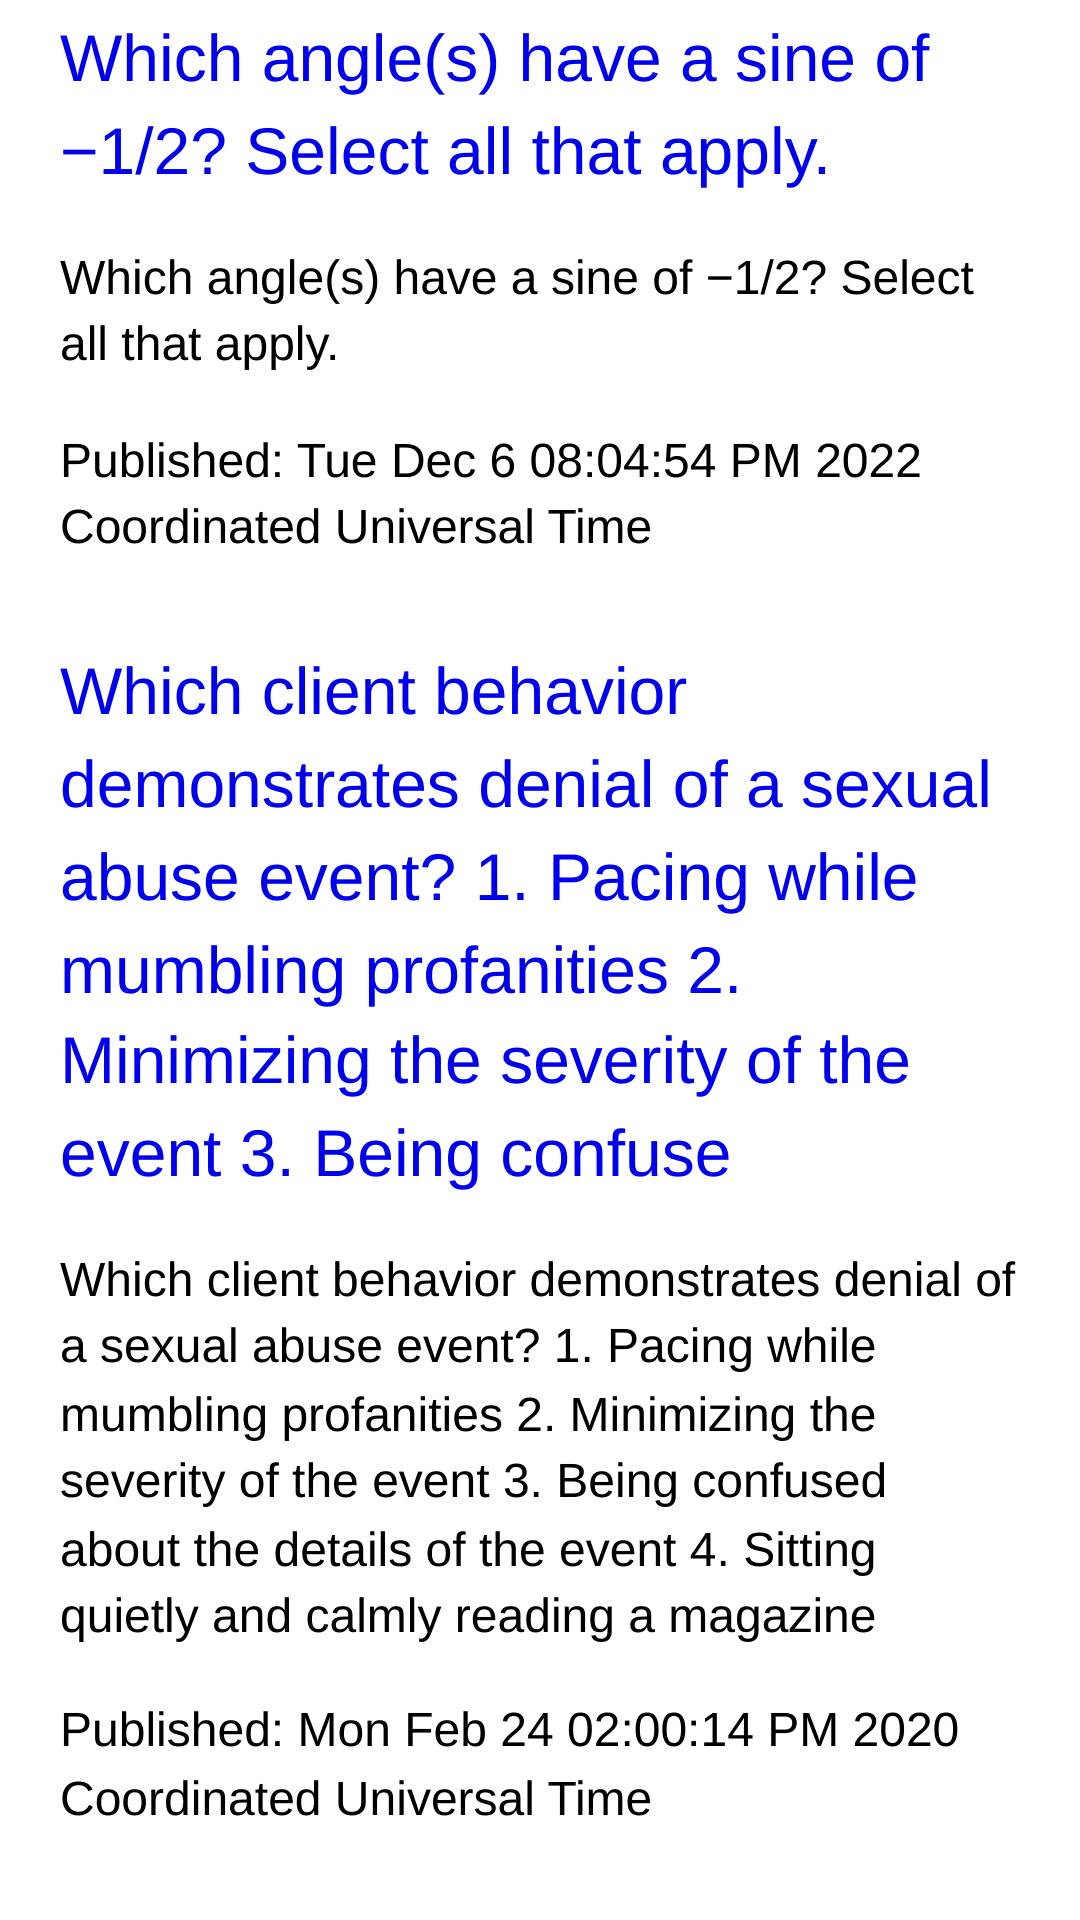 Which angle(s) have a sine of
−1/2? Select all that apply.
Which angle(s) have a sine of −1/2? Select
all that apply.
Published: Tue Dec 6 08:04:54 PM 2022
Coordinated Universal Time
Which client behavior
demonstrates denial of a sexual
abuse event? 1. Pacing while
mumbling profanities 2.
Minimizing the severity of the
event 3. Being confuse
Which client behavior demonstrates denial of
a sexual abuse event? 1. Pacing while
mumbling profanities 2. Minimizing the
severity of the event 3. Being confused
about the details of the event 4. Sitting
quietly and calmly reading a magazine
Published: Mon Feb 24 02:00:14 PM 2020
Coordinated Universal Time